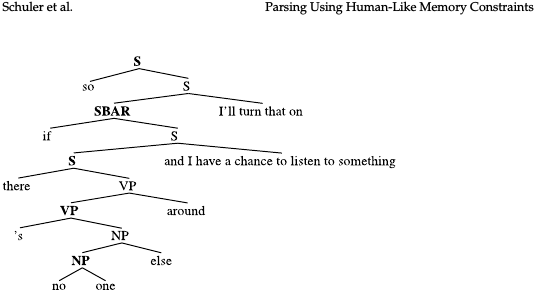 Schuler et al. Parsing Using Human-Like Memory Constraints
S
so S
SBAR I'll turn that on
if S
S and I have a chance to listen to something
there VP
VP around
's NP
NP else
no one